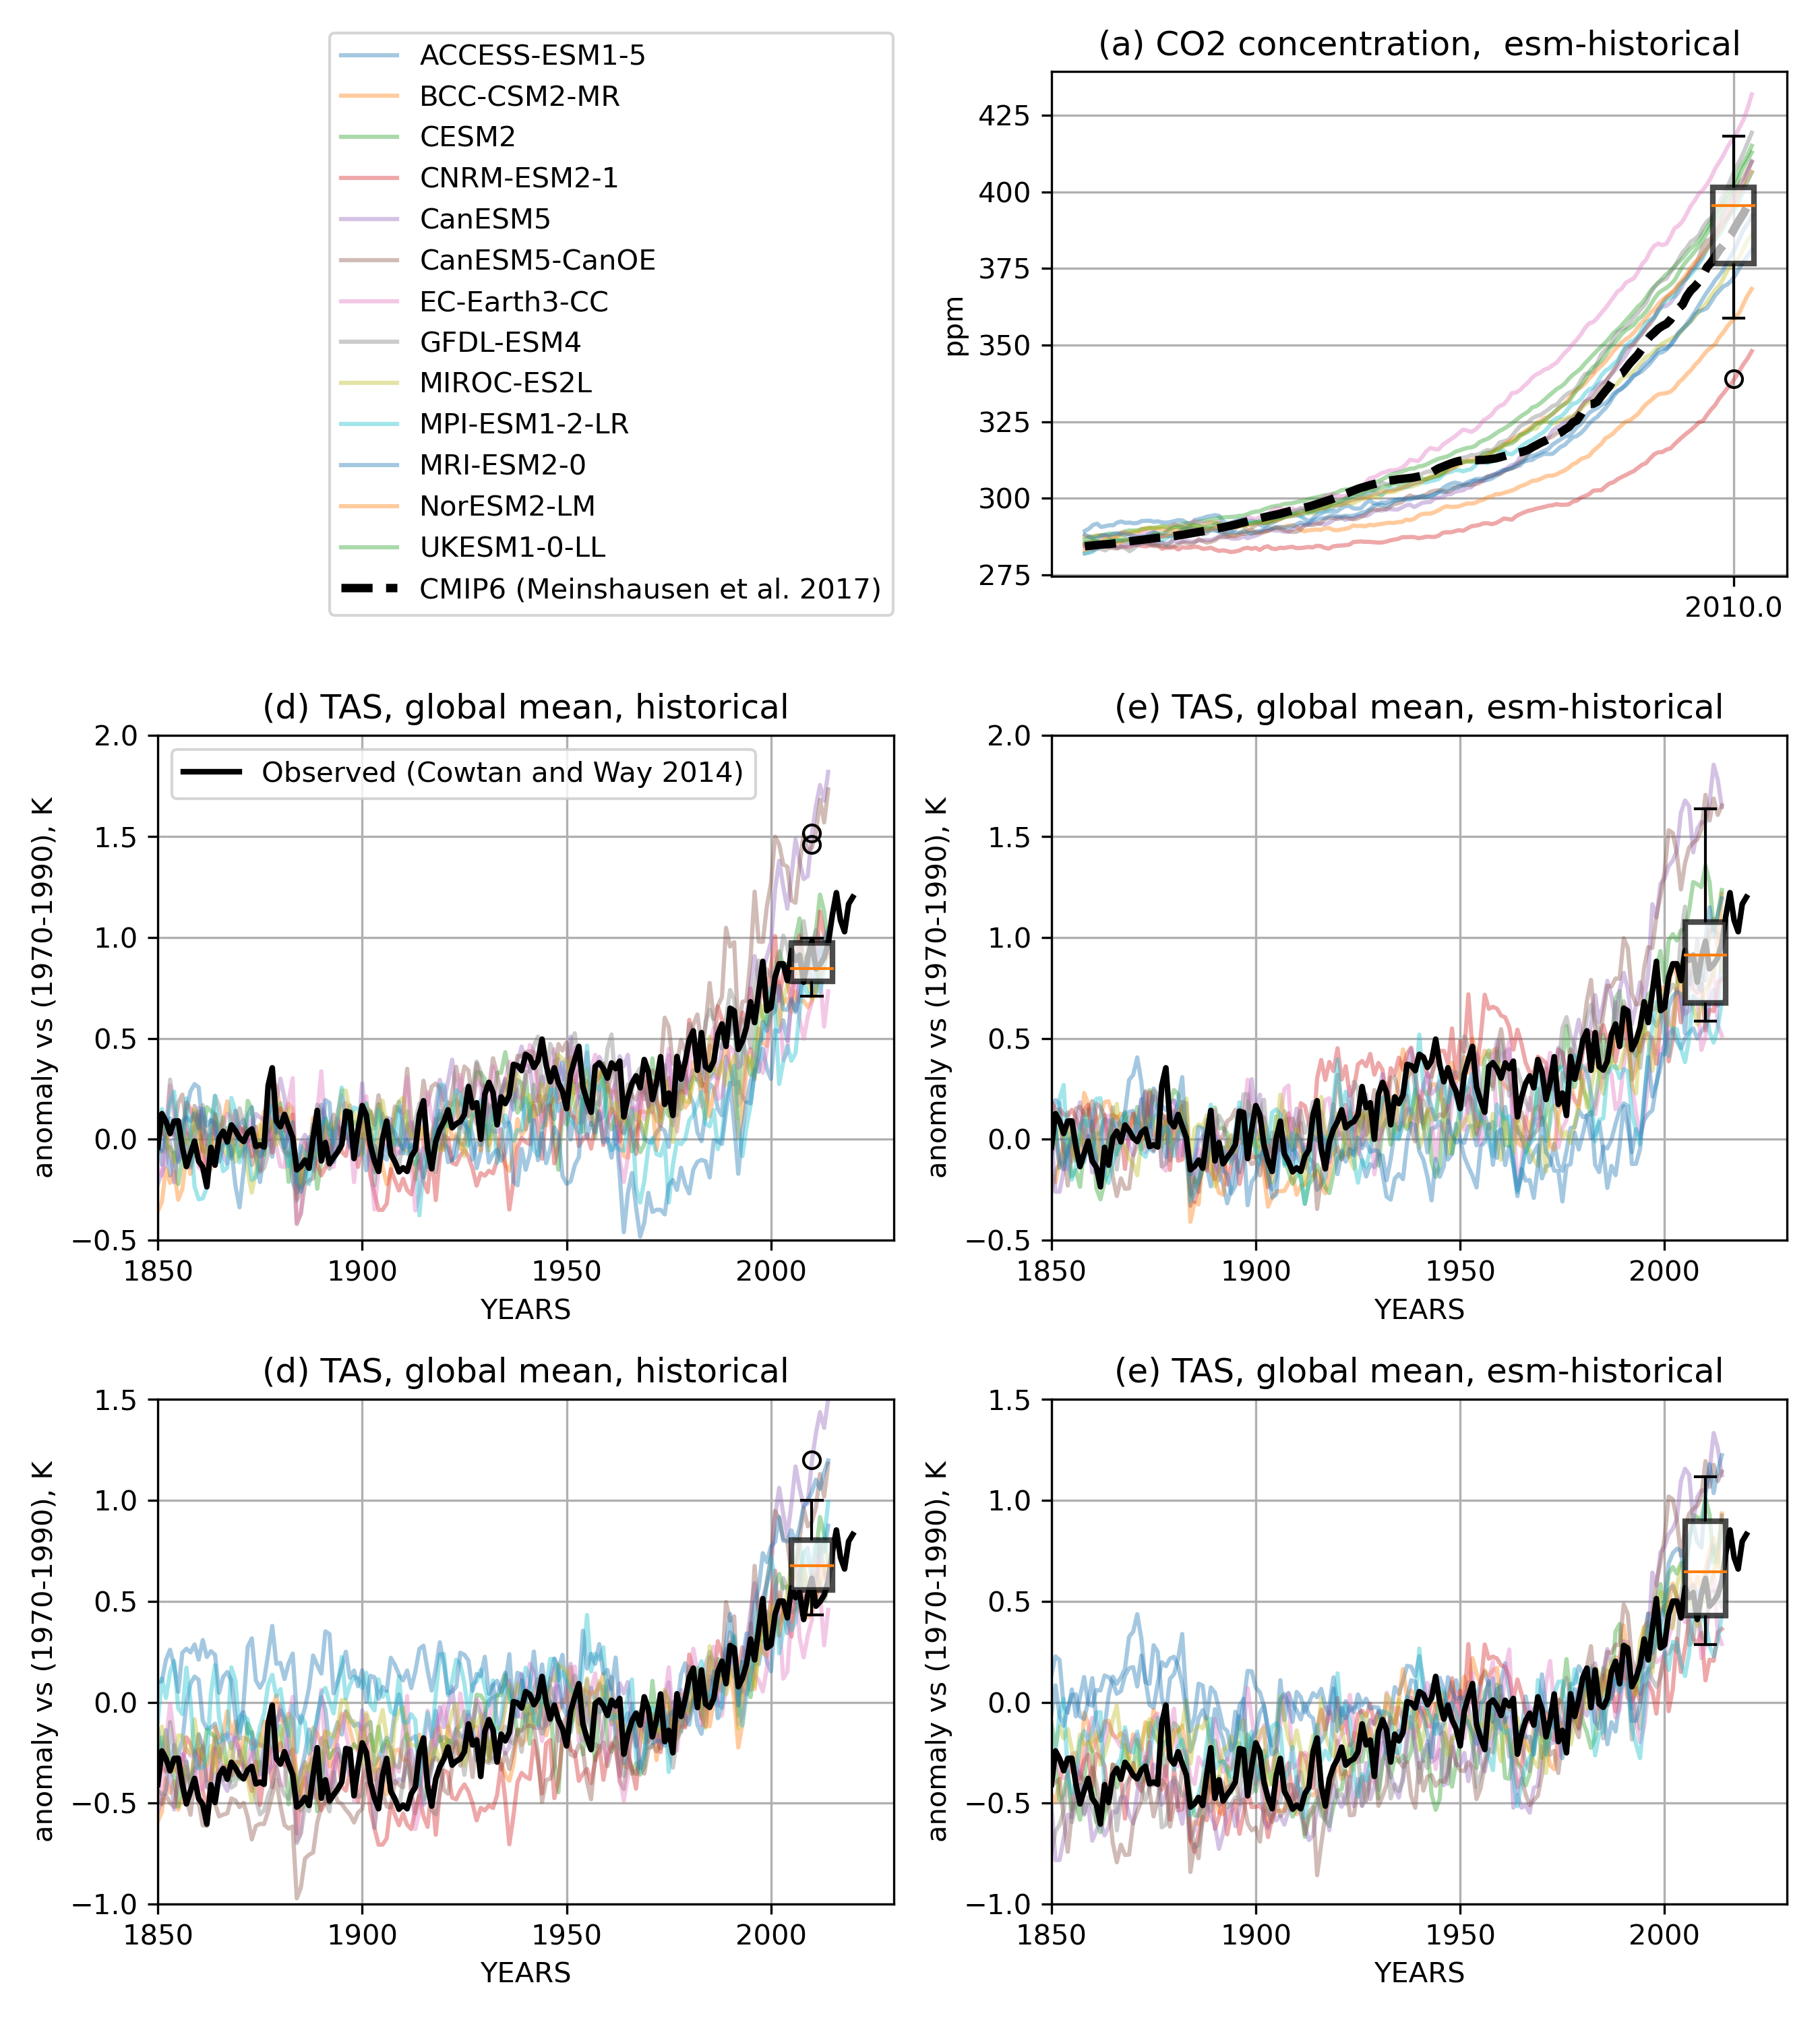 ACCESS-ESM1-5
BCC-CSM2-MR
CESM2
CNRM-ESM2-1
CanESM5
CanESM5-CanOE
EC-Earth3-CC
GFDL-ESM4
MIROC-ES2L
MPI-ESM1-2-LR
MRI-ESM2-0
NorESM2-LM
UKESM1-0-LL
CMIP6 (Meinshausen et al. 2017)
(a) CO2 concentration,  esm-historical
ppm
425
400
375
350
325
300
275
2010.0
(d) TAS, global mean, historical
Observed (Cowtan and Way 2014)
anomaly vs (1970-1990), K
2.0
1.5
1.0
0.5
0.0
−0.5
1850 1900 1950 2000
YEARS
(e) TAS, global mean, esm-historical
anomaly vs (1970-1990), K
2.0
1.5
1.0
0.5
0.0
−0.5
1850 1900 1950 2000
YEARS
(d) TAS, global mean, historical
anomaly vs (1970-1990), K
1.5
1.0
0.5
0.0
−0.5
−1.0
1850 1900 1950 2000
YEARS
(e) TAS, global mean, esm-historical
anomaly vs (1970-1990), K
1.5
1.0
0.5
0.0
−0.5
−1.0
1850 1900 1950 2000
YEARS